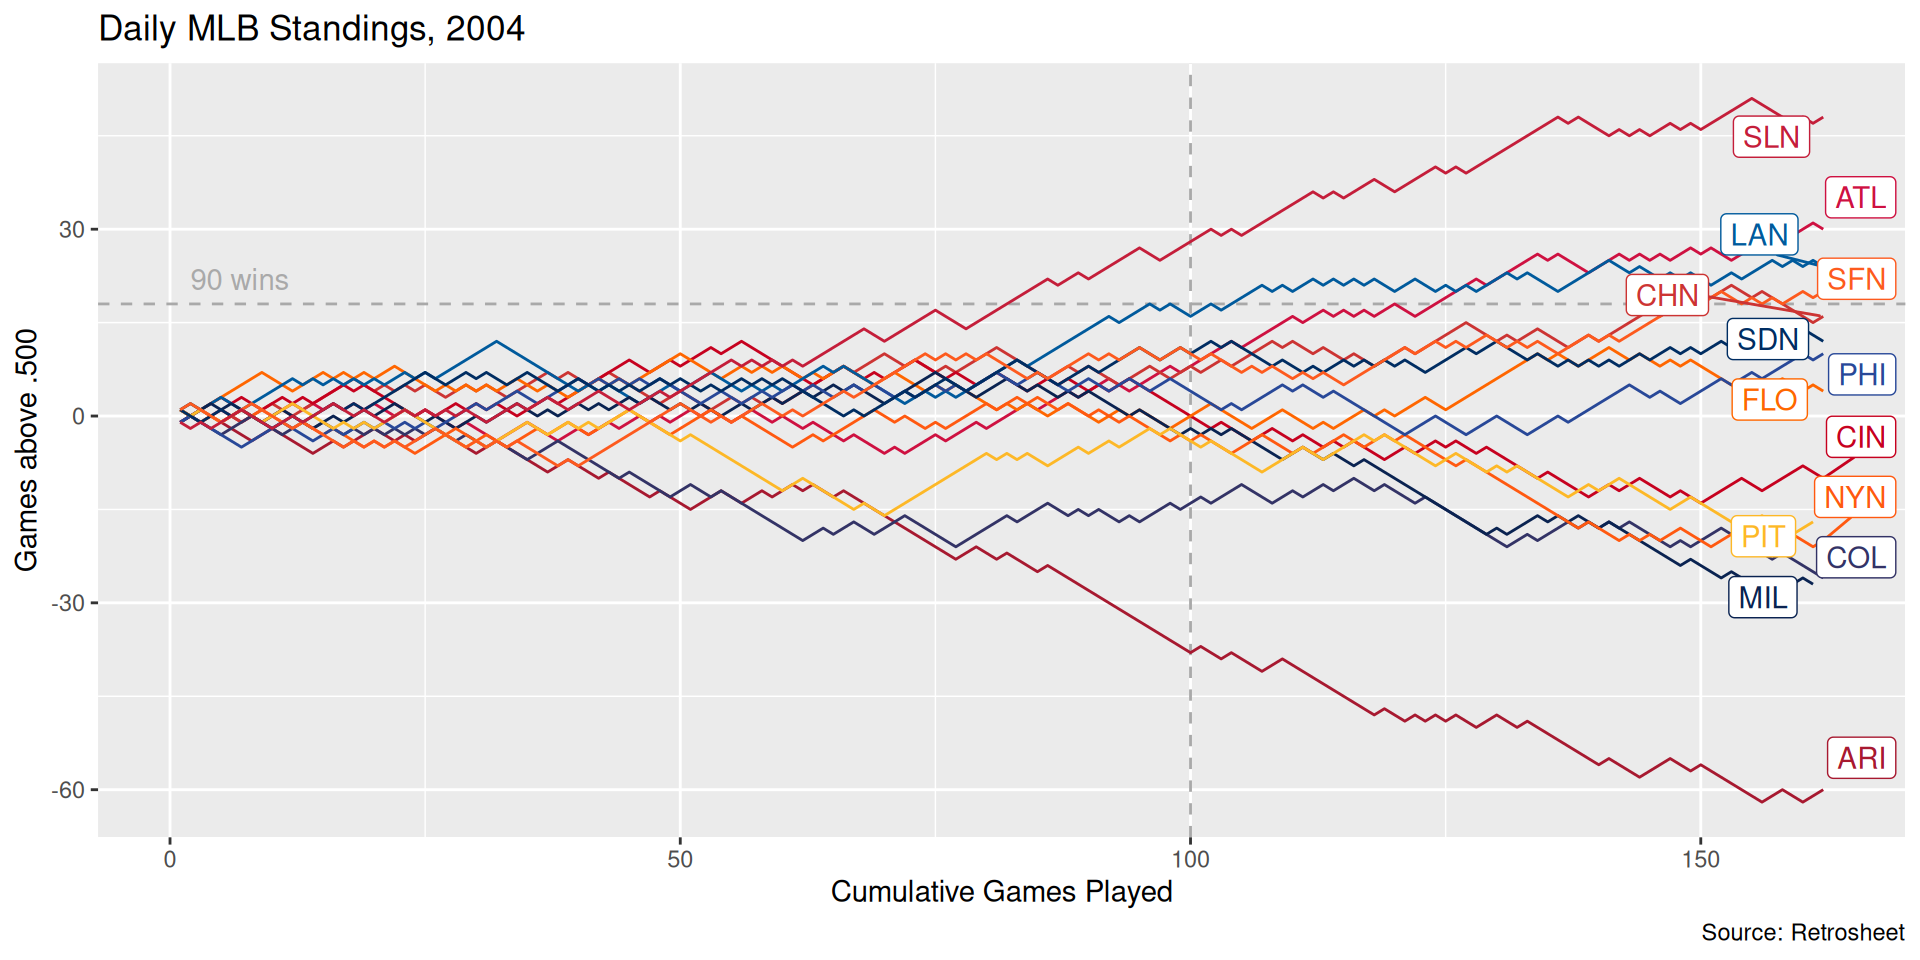 Daily MLB Standings, 2004
Games above .500
30
0
-30
-60
90 wins
SLN
ATL
LAN
SFN
CHN
SDN
PHI
FLO
CIN
NYN
PIT
COL
MIL
ARI
0
50
100
150
Cumulative Games Played
Source: Retrosheet